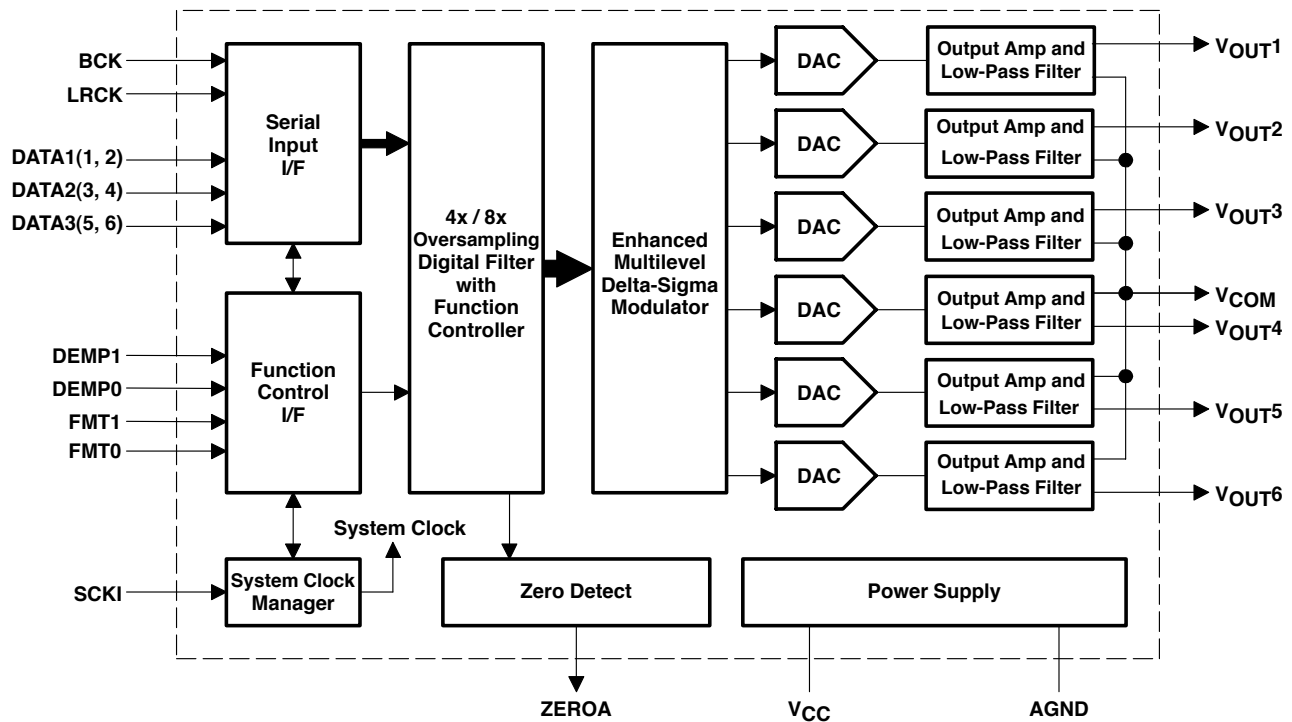 BCK
LRCK
DATA1(1, 2)
DATA2(3, 4)
DATA3(5, 6)
Serial
Input
I/F
DEMP1
DEMP0
FMT1
FMT0
Function
Control
I/F
SCKI
System Clock
Manager
System Clock
4x / 8x
Oversampling
Digital Filter
with
Function
Controller
Enhanced
Multilevel
Delta-Sigma
Modulator
DAC
Output Amp and
Low-Pass Filter
VOUT1
DAC
Output Amp and
Low-Pass Filter
VOUT2
DAC
Output Amp and
Low-Pass Filter
VOUT3
DAC
Output Amp and
Low-Pass Filter
VCOM
VOUT4
DAC
Output Amp and
Low-Pass Filter
VOUT5
DAC
Output Amp and
Low-Pass Filter
VOUT6
Zero Detect
Power Supply
ZEROA
VCC
AGND